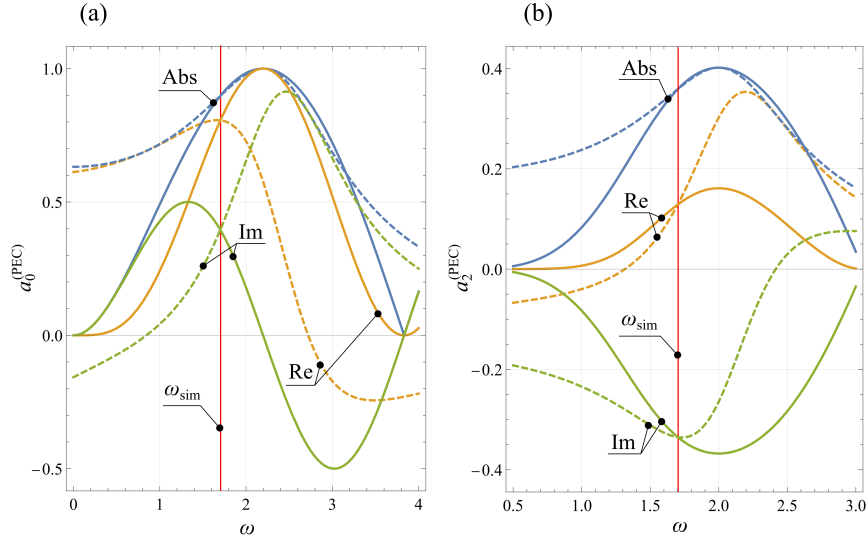 (a)
(b)
a₀⁽ᴾᴱᶜ⁾
1.0
0.5
0.0
−0.5
Abs
Im
Re
ω_sim
0
1
2
3
4
ω
a₂⁽ᴾᴱᶜ⁾
0.4
0.2
0.0
−0.2
−0.4
Abs
Re
ω_sim
Im
0.5
1.0
1.5
2.0
2.5
3.0
ω